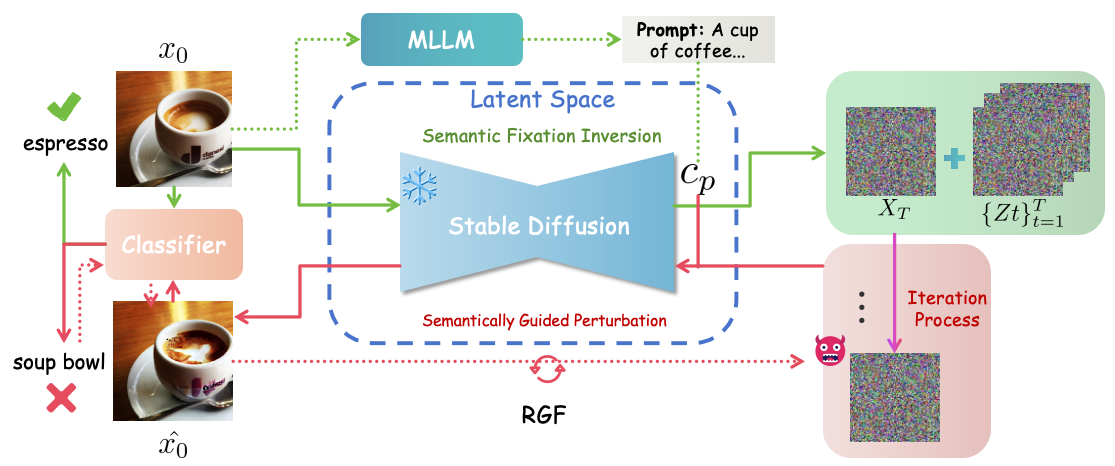 x_0
MLLM
Prompt: A cup
of coffee...
Latent Space
Semantic Fixation Inversion
espresso
c_p
Stable Diffusion
X_T
{Zt}_{t=1}^T
Classifier
Semantically Guided Perturbation
Iteration
Process
soup bowl
RGF
\hat{x_0}